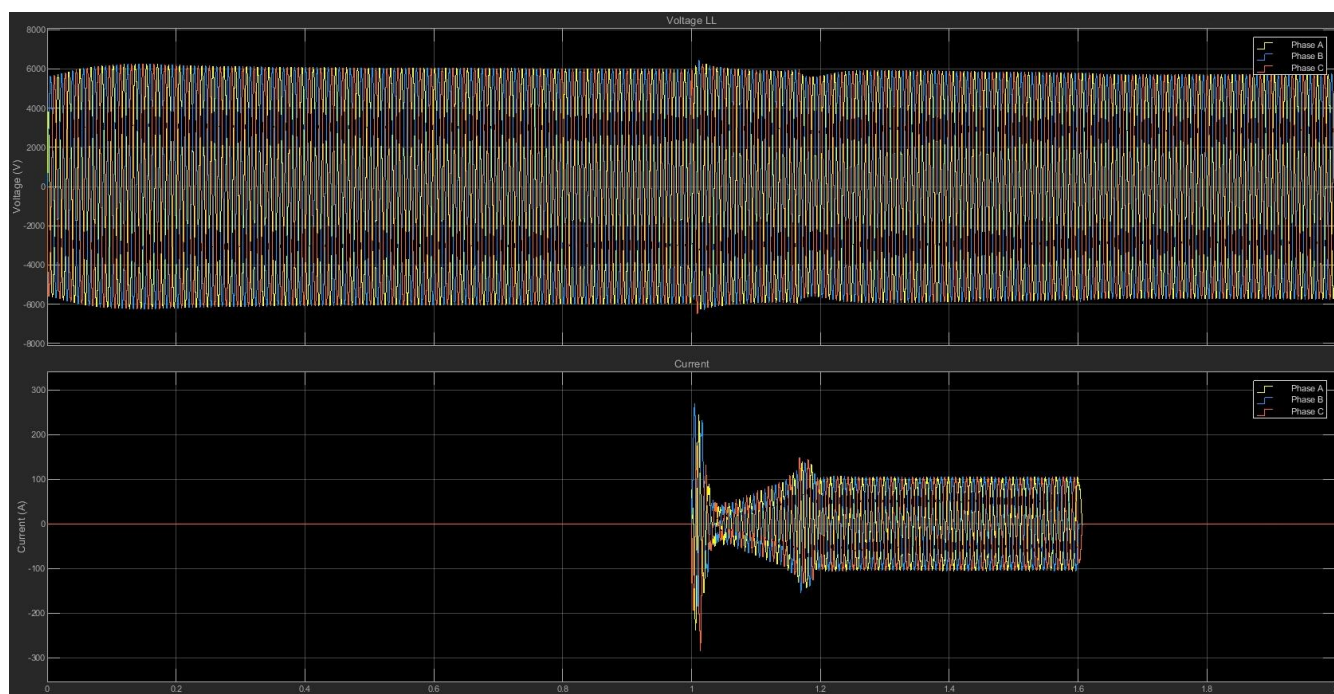 Voltage LL
8000
6000
4000
2000
0
-2000
-4000
-6000
-8000
Voltage (V)
Phase A
Phase B
Phase C
Current
300
200
100
0
-100
-200
-300
Current (A)
Phase A
Phase B
Phase C
0 0.2 0.4 0.6 0.8 1 1.2 1.4 1.6 1.8